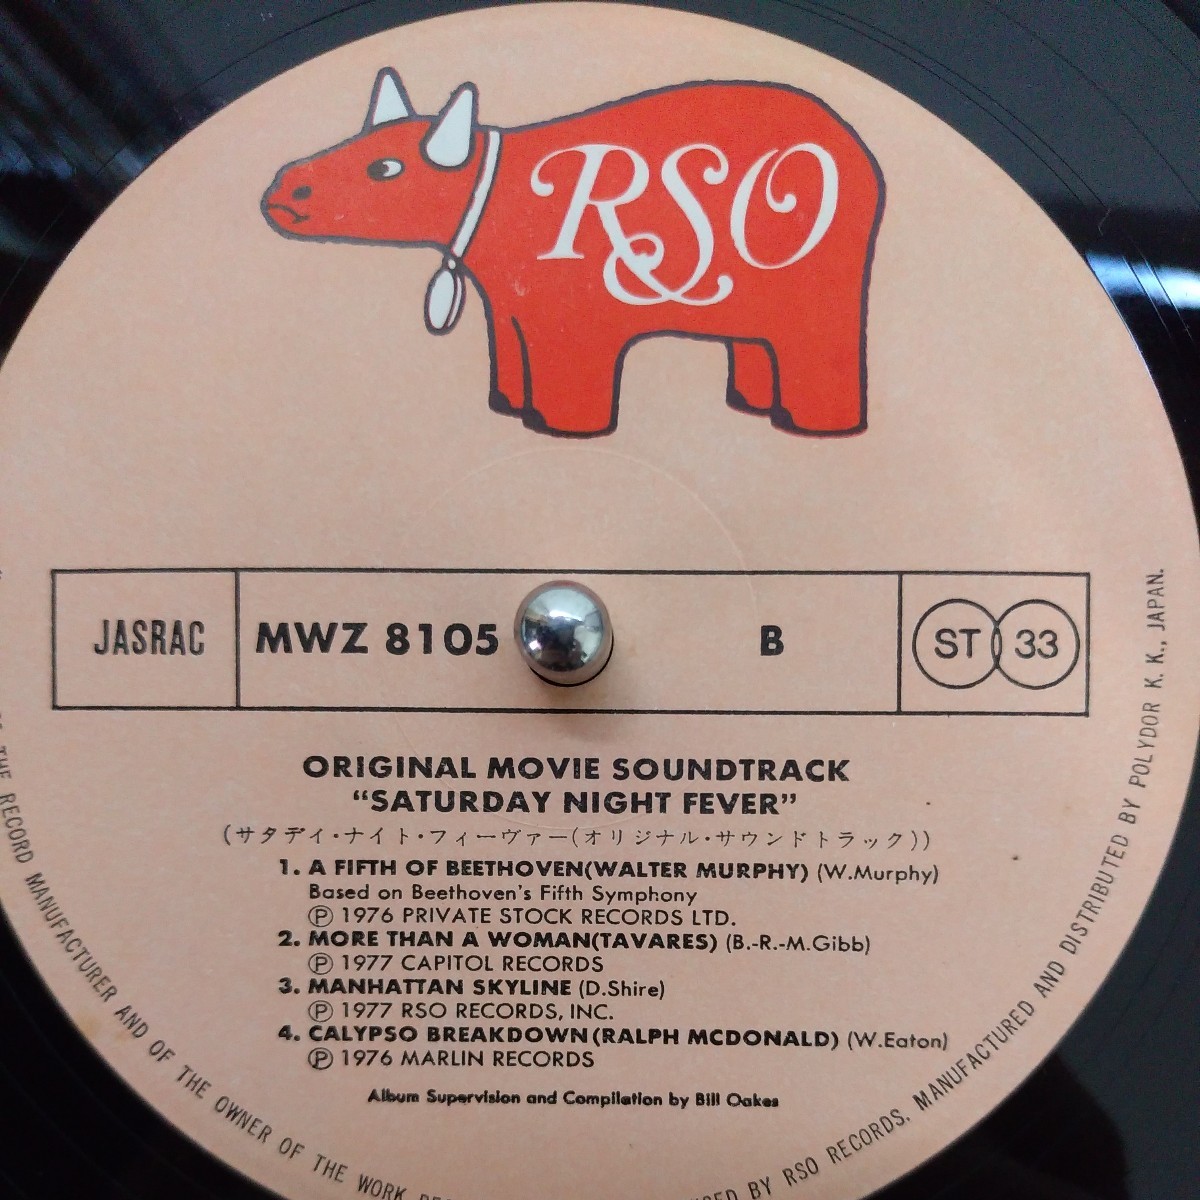 RSO
JASRAC
MWZ 8105
B
ST 33
ORIGINAL MOVIE SOUNDTRACK
“SATURDAY NIGHT FEVER”
(サタデイ・ナイト・フィーヴァー(オリジナル・サウンドトラック))
1. A FIFTH OF BEETHOVEN(WALTER MURPHY) (W.Murphy)
Based on Beethoven's Fifth Symphony
Ⓟ 1976 PRIVATE STOCK RECORDS LTD.
2. MORE THAN A WOMAN(TAVARES) (B.-R.-M.Gibb)
Ⓟ 1977 CAPITOL RECORDS
3. MANHATTAN SKYLINE (D.Shire)
Ⓟ 1977 RSO RECORDS, INC.
4. CALYPSO BREAKDOWN(RALPH MCDONALD) (W.Eaton)
Ⓟ 1976 MARLIN RECORDS
Album Supervision and Compilation by Bill Oakes
THE RECORD MANUFACTURER AND OF THE OWNER OF THE WORK
BY RSO RECORDS. MANUFACTURED AND DISTRIBUTED BY POLYDOR K. K., JAPAN.